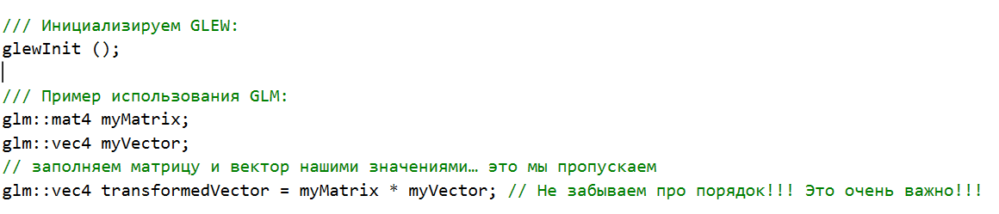 /// Инициализируем GLEW:
glewInit ();
/// Пример использования GLM:
glm::mat4 myMatrix;
glm::vec4 myVector;
// заполняем матрицу и вектор нашими значениями… это мы пропускаем
glm::vec4 transformedVector = myMatrix * myVector; // Не забываем про порядок!!! Это очень важно!!!